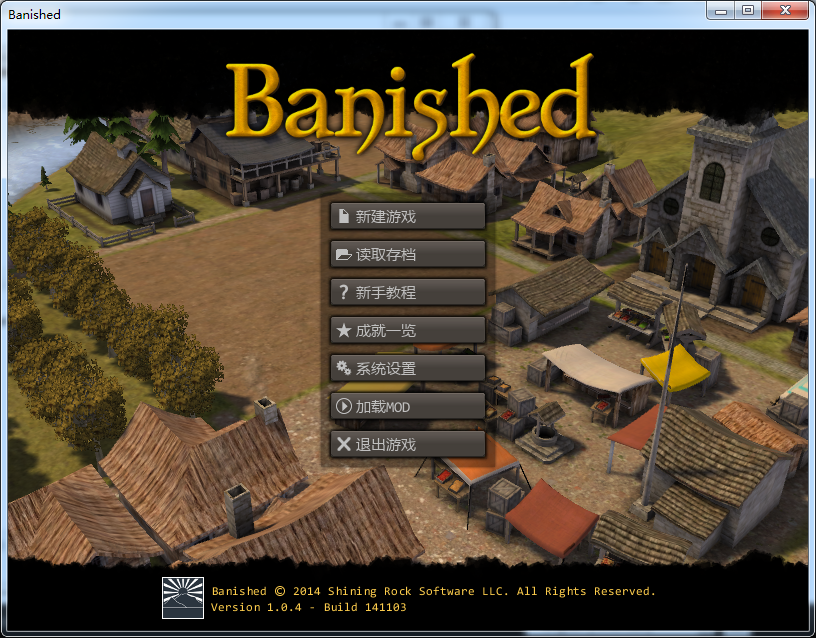 Banished
Banished
新建游戏
读取存档
? 新手教程
成就一览
系统设置
加载MOD
退出游戏
Banished © 2014 Shining Rock Software LLC. All Rights Reserved.
Version 1.0.4 - Build 141103